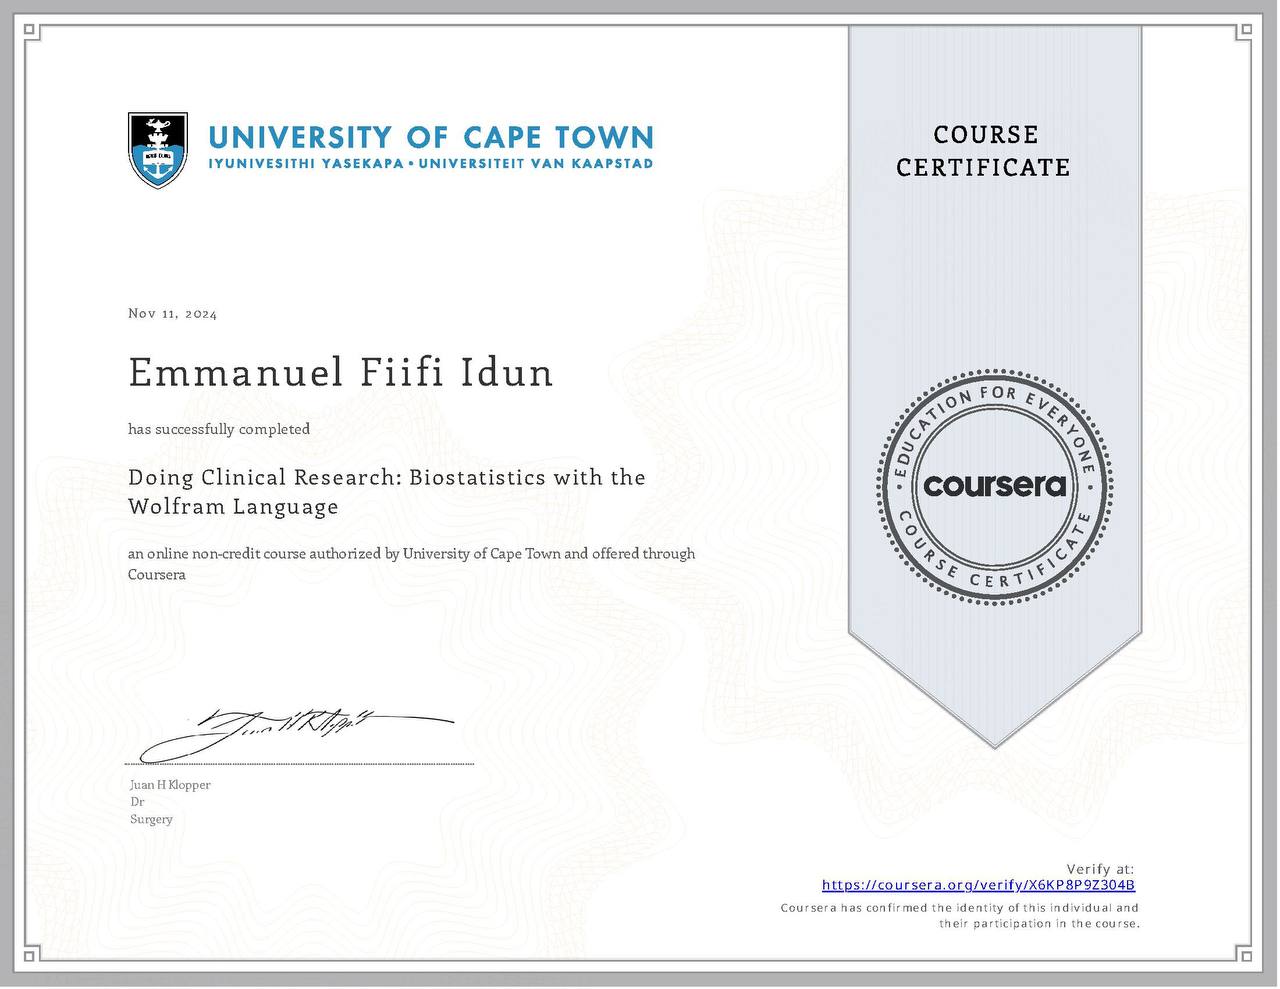 UNIVERSITY OF CAPE TOWN
IYUNIVESITHI YASEKAPA • UNIVERSITEIT VAN KAAPSTAD
COURSE
CERTIFICATE
Nov 11, 2024
Emmanuel Fiifi Idun
has successfully completed
Doing Clinical Research: Biostatistics with the
Wolfram Language
an online non-credit course authorized by University of Cape Town and offered through
Coursera
EDUCATION FOR EVERYONE
coursera
COURSE CERTIFICATE
Juan H Klopper
Dr
Surgery
Verify at:
https://coursera.org/verify/X6KP8P9Z304B
Coursera has confirmed the identity of this individual and
their participation in the course.